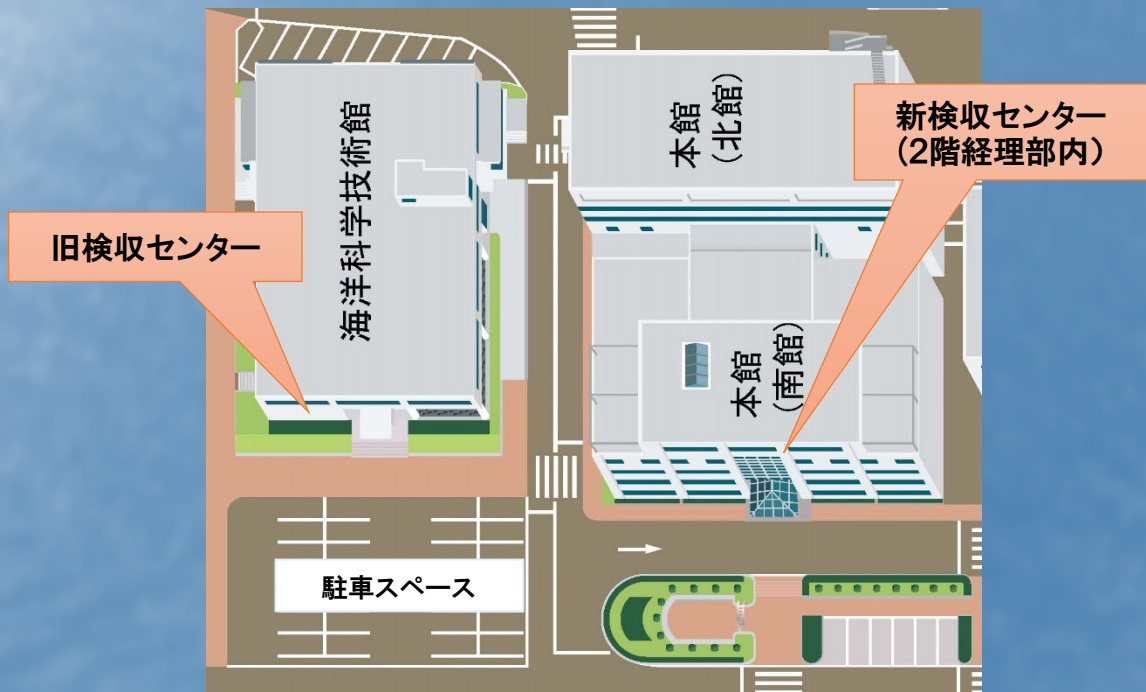 海洋科学技術館
本館
（北館）
新検収センター
（2階経理部内）
旧検収センター
本館
（南館）
駐車スペース